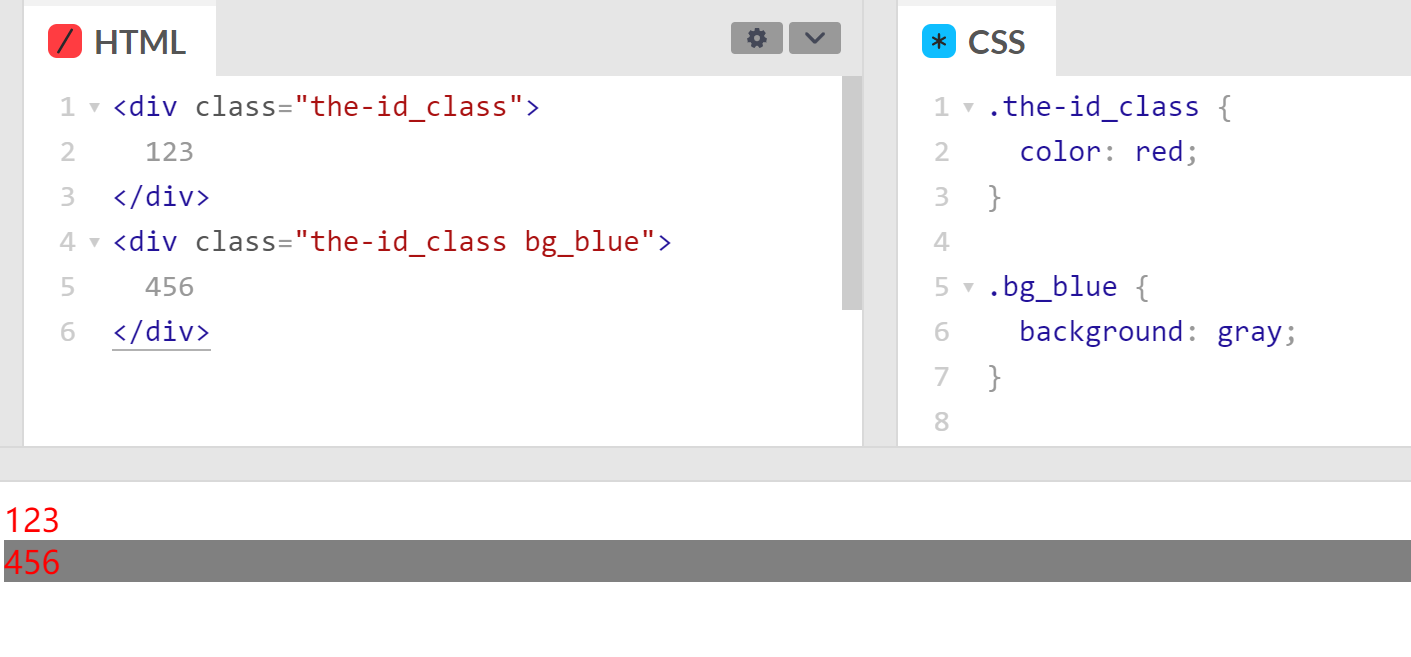 HTML
1 <div class="the-id_class">
2 123
3 </div>
4 <div class="the-id_class bg_blue">
5 456
6 </div>
CSS
1 .the-id_class {
2 color: red;
3 }
4
5 .bg_blue {
6 background: gray;
7 }
8
123
456